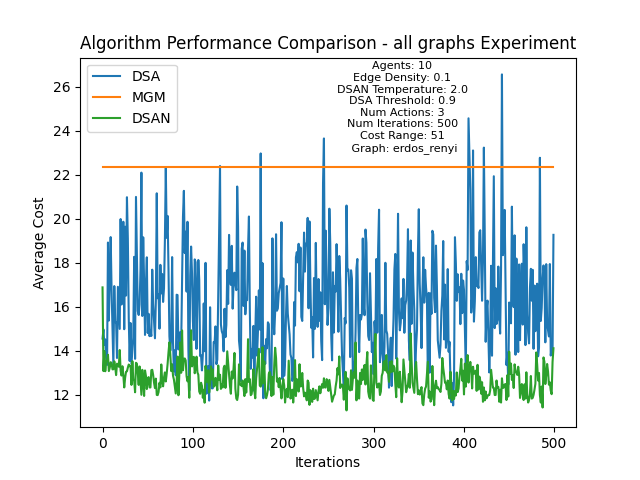 Algorithm Performance Comparison - all graphs Experiment
DSA
MGM
DSAN
Agents: 10
Edge Density: 0.1
DSAN Temperature: 2.0
DSA Threshold: 0.9
Num Actions: 3
Num Iterations: 500
Cost Range: 51
Graph: erdos_renyi
Average Cost
26
24
22
20
18
16
14
12
0 100 200 300 400 500
Iterations